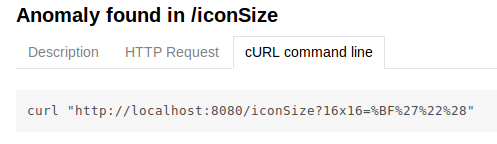 Anomaly found in /iconSize
Description HTTP Request cURL command line
curl "http://localhost:8080/iconSize?16x16=%BF%27%22%28"